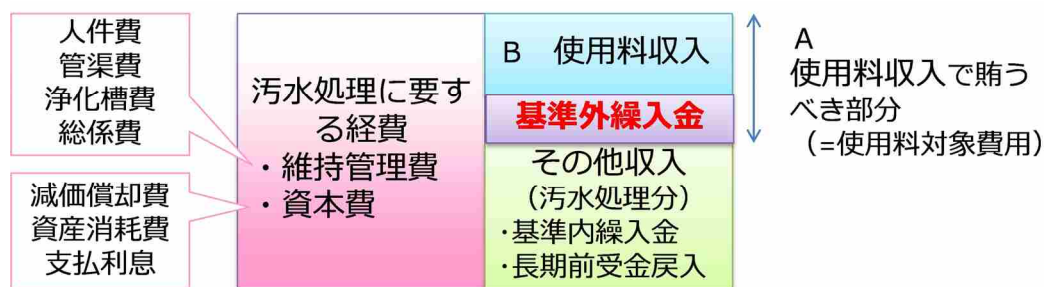 人件費
管渠費
浄化槽費
総係費
減価償却費
資産消耗費
支払利息
汚水処理に要す
る経費
・維持管理費
・資本費
B　使用料収入
基準外繰入金
その他収入
（汚水処理分）
・基準内繰入金
・長期前受金戻入
A
使用料収入で賄う
べき部分
（=使用料対象費用）